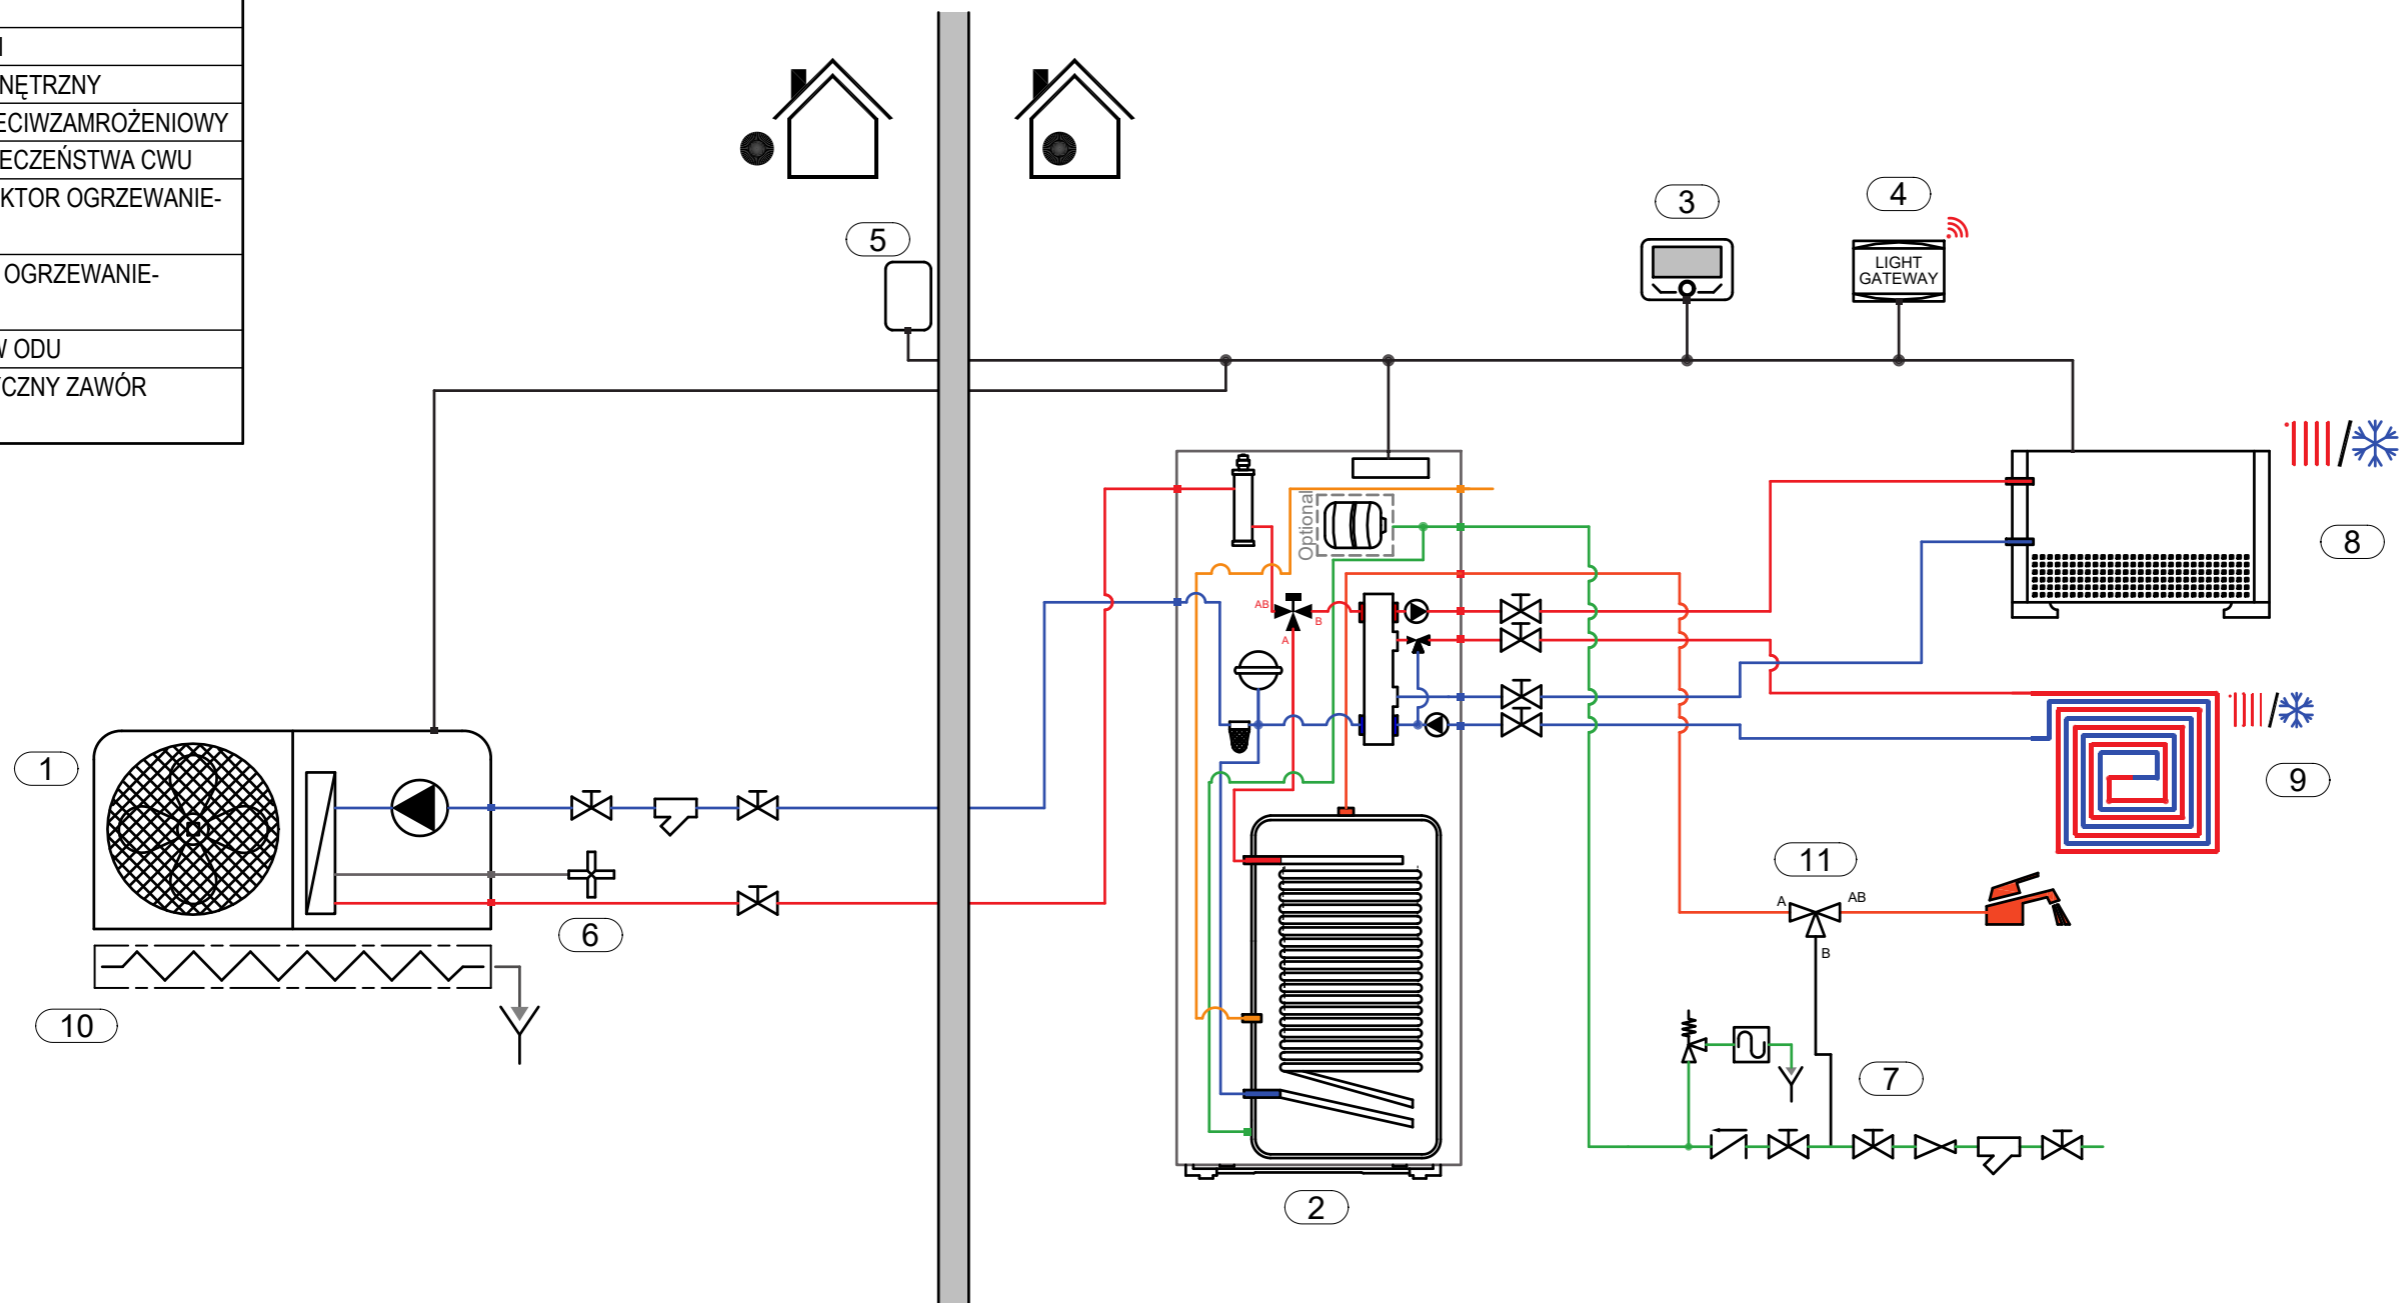 NĘTRZNY
ECIWZAMROŻENIOWY
ECZEŃSTWA CWU
KTOR OGRZEWANIE-
OGRZEWANIE-
W ODU
YCZNY ZAWÓR
5
3
4
LIGHT
GATEWAY
Optional
8
AB
B
A
1
9
11
A
AB
B
6
10
7
2